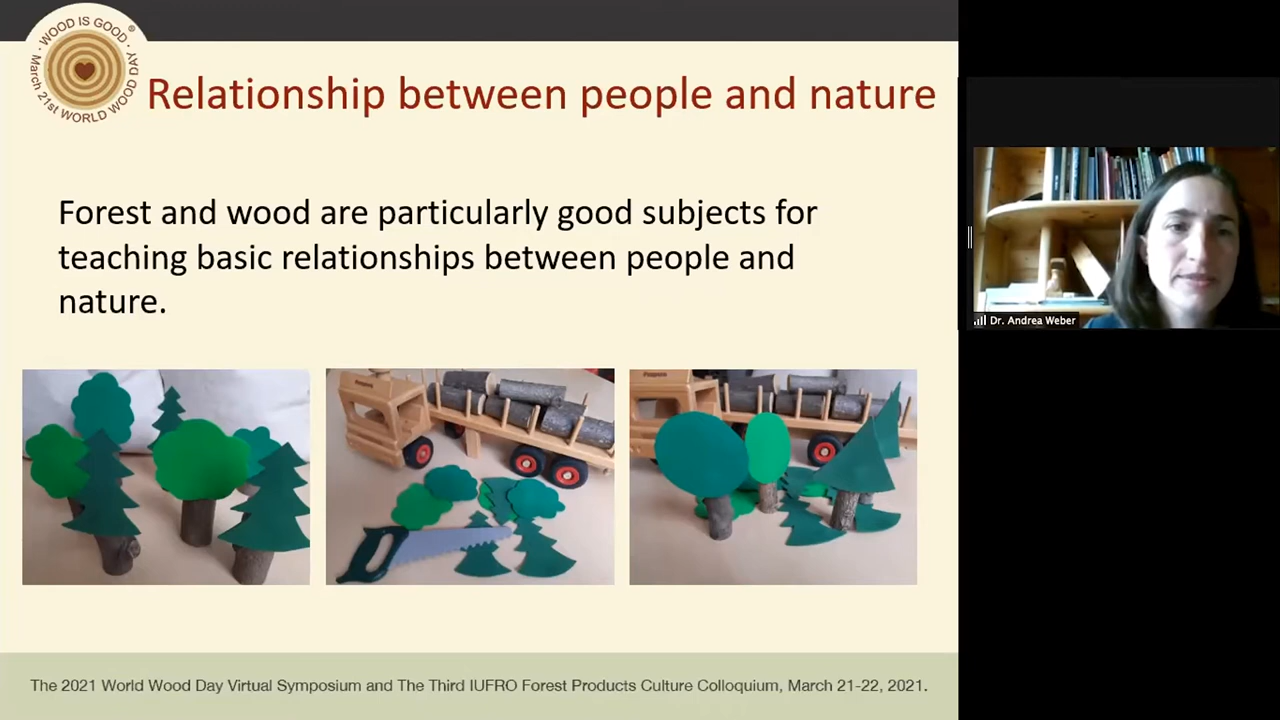 · WOOD IS GOOD ·
®
March 21st WORLD WOOD DAY
Relationship between people and nature
Forest and wood are particularly good subjects for
teaching basic relationships between people and
nature.
Dr. Andrea Weber
The 2021 World Wood Day Virtual Symposium and The Third IUFRO Forest Products Culture Colloquium, March 21-22, 2021.